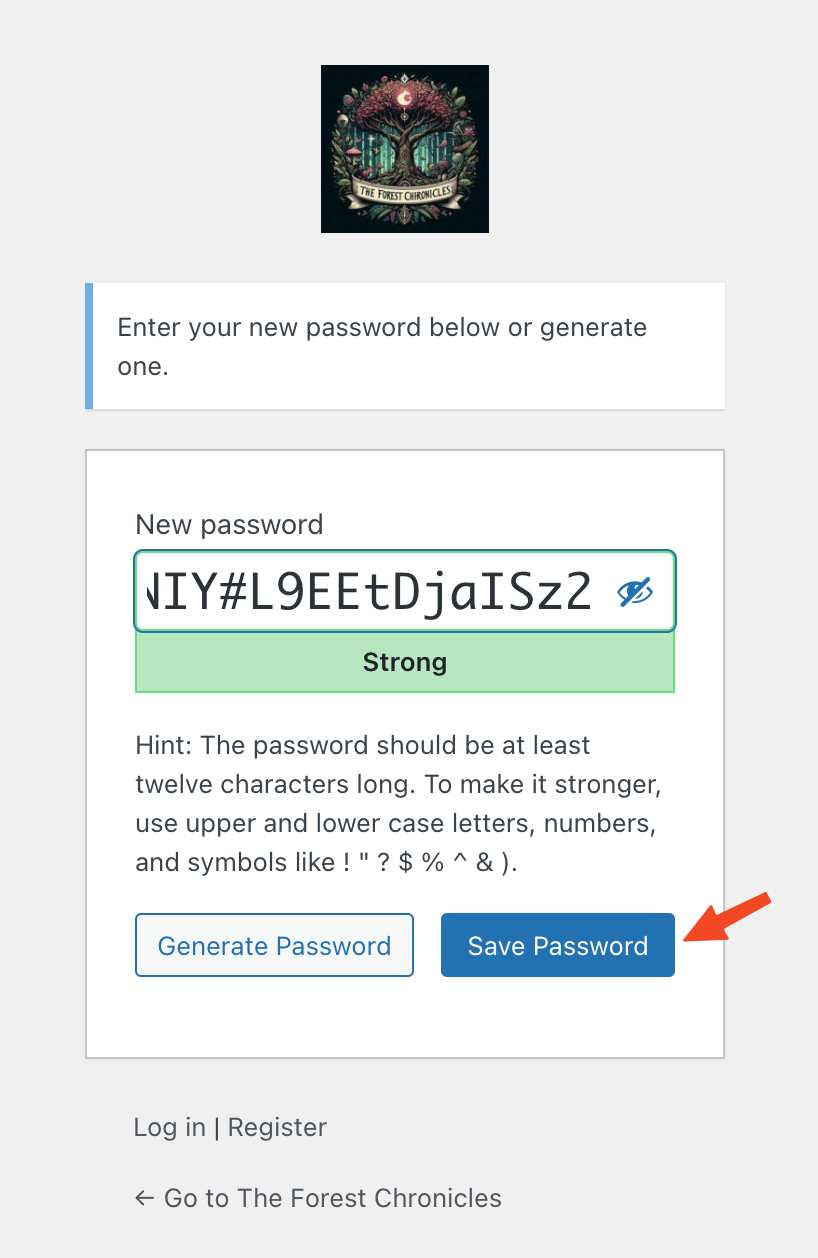 THE FOREST CHIRONICLES
Enter your new password below or generate
one.
New password
NIY#L9EEtDjaISz2
Strong
Hint: The password should be at least
twelve characters long. To make it stronger,
use upper and lower case letters, numbers,
and symbols like ! " ? $ % ^ & ).
Generate Password
Save Password
Log in | Register
← Go to The Forest Chronicles